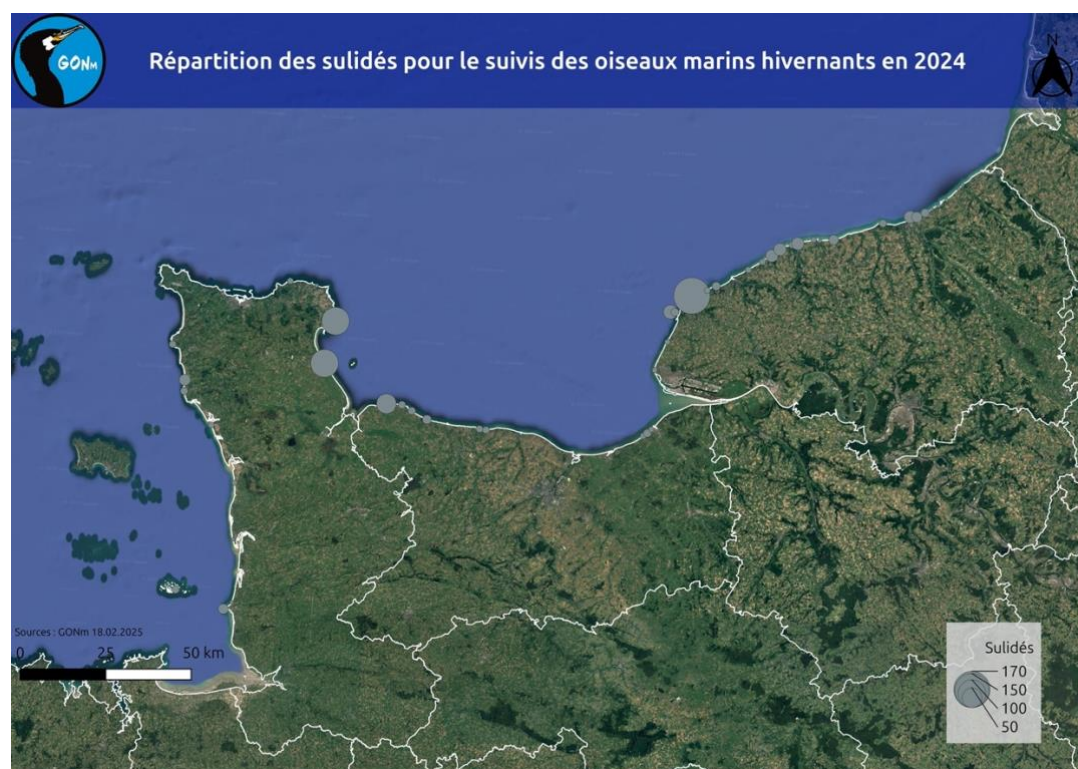 GONm
Répartition des sulidés pour le suivis des oiseaux marins hivernants en 2024
N
Sources : GONm 18.02.2025
0 25 50 km
Sulidés
170
150
100
50